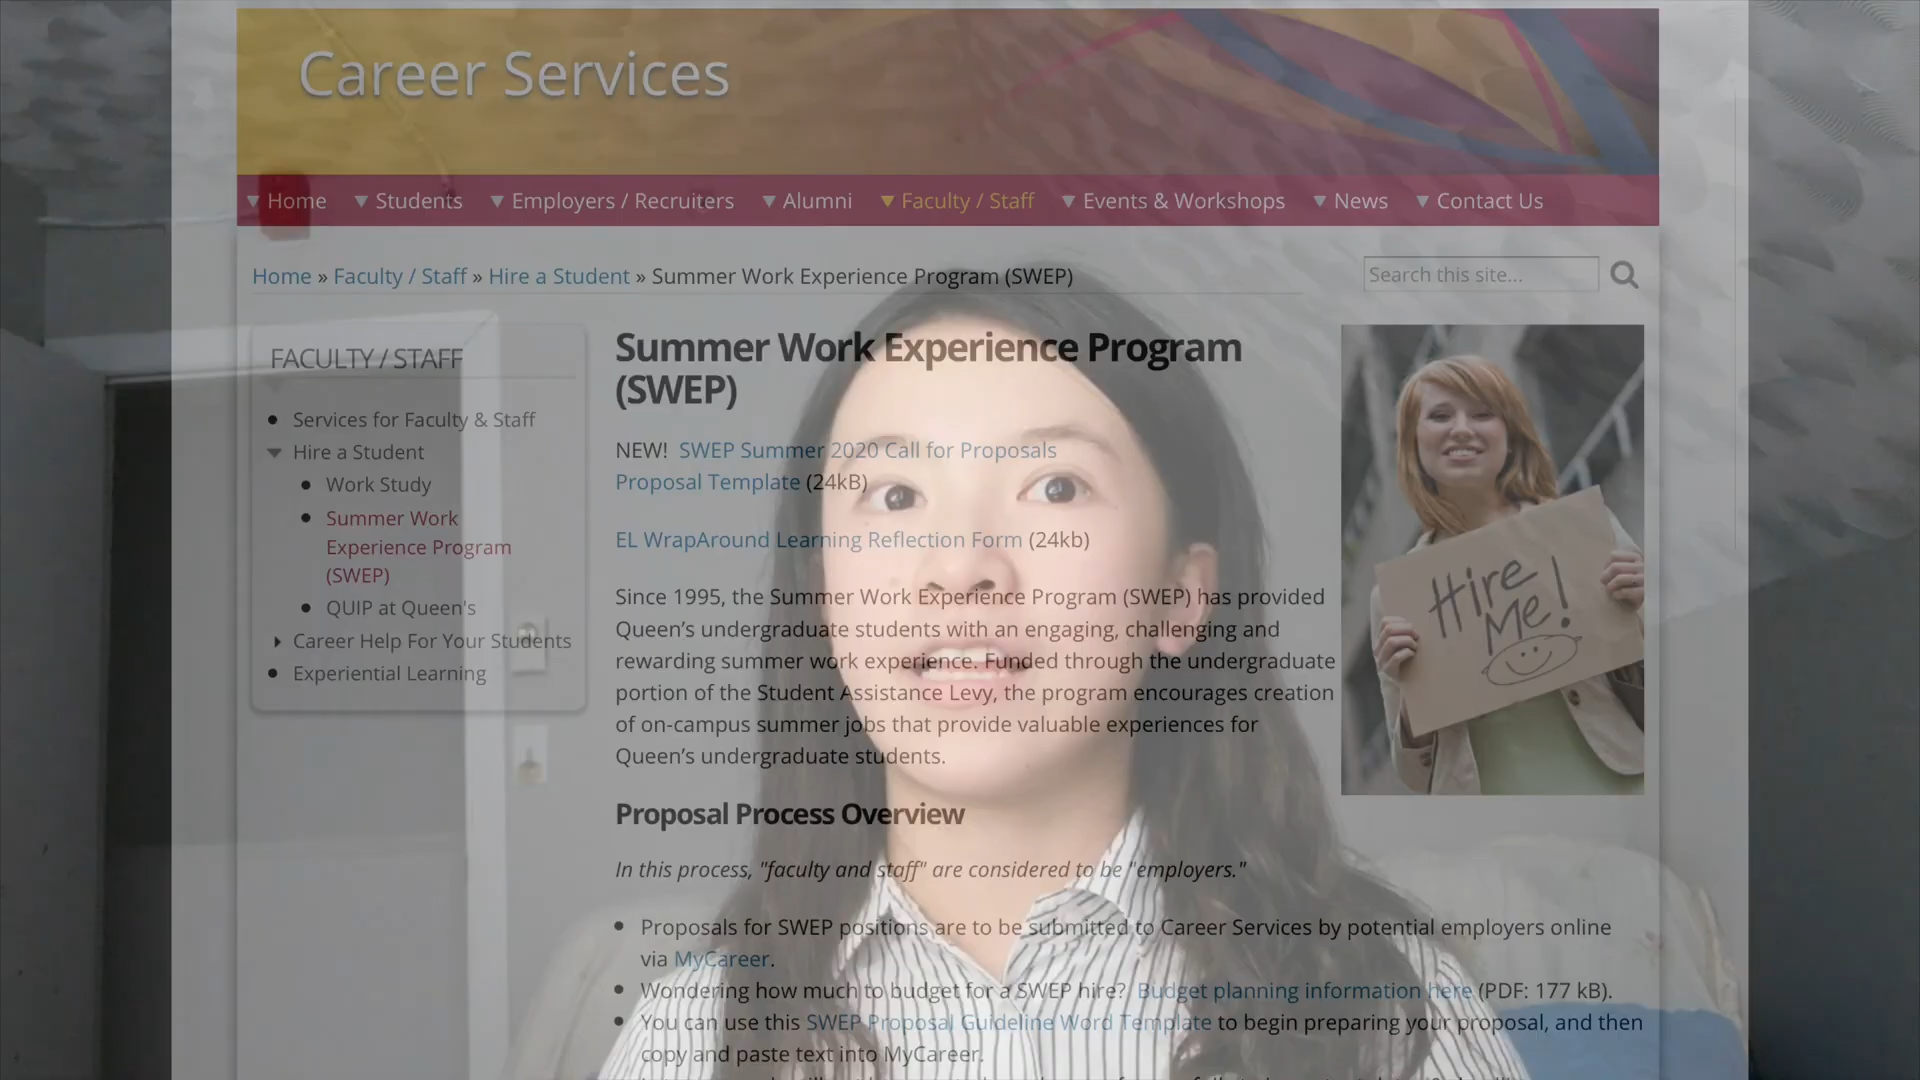 Career Services
Home Students Employers / Recruiters Alumni Faculty / Staff Events & Workshops News Contact Us
Home » Faculty / Staff » Hire a Student » Summer Work Experience Program (SWEP)
Search this site...
FACULTY / STAFF
Services for Faculty & Staff
Hire a Student
Work Study
Summer Work
Experience Program
(SWEP)
QUIP at Queen's
Career Help For Your Students
Experiential Learning
Summer Work Experience Program
(SWEP)
NEW! SWEP Summer 2020 Call for Proposals
Proposal Template (24kB)
EL WrapAround Learning Reflection Form (24kb)
Since 1995, the Summer Work Experience Program (SWEP) has provided
Queen’s undergraduate students with an engaging, challenging and
rewarding summer work experience. Funded through the undergraduate
portion of the Student Assistance Levy, the program encourages creation
of on-campus summer jobs that provide valuable experiences for
Queen’s undergraduate students.
Hire
Me!
Proposal Process Overview
In this process, "faculty and staff" are considered to be "employers."
Proposals for SWEP positions are to be submitted to Career Services by potential employers online
via MyCareer.
Wondering how much to budget for a SWEP hire? Budget planning information here (PDF: 177 kB).
You can use this SWEP Proposal Guideline Word Template to begin preparing your proposal, and then
copy and paste text into MyCareer.